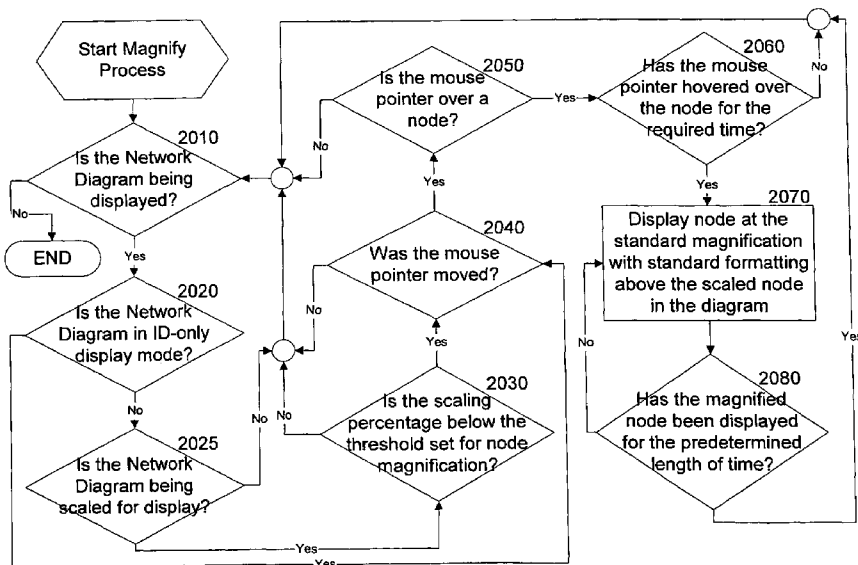 Start Magnify
Process
2010
Is the Network
Diagram being
displayed?
No
END
Yes
2020
Is the Network
Diagram in ID-only
display mode?
No
2025
Is the Network
Diagram being
scaled for display?
No
Yes
Yes
2030
Is the scaling
percentage below the
threshold set for node
magnification?
No
Yes
2040
Was the mouse
pointer moved?
No
Yes
2050
Is the mouse
pointer over a
node?
No
Yes
2060
Has the mouse
pointer hovered over
the node for the
required time?
No
Yes
2070
Display node at the
standard magnification
with standard formatting
above the scaled node
in the diagram
No
2080
Has the magnified
node been displayed
for the predetermined
length of time?
Yes